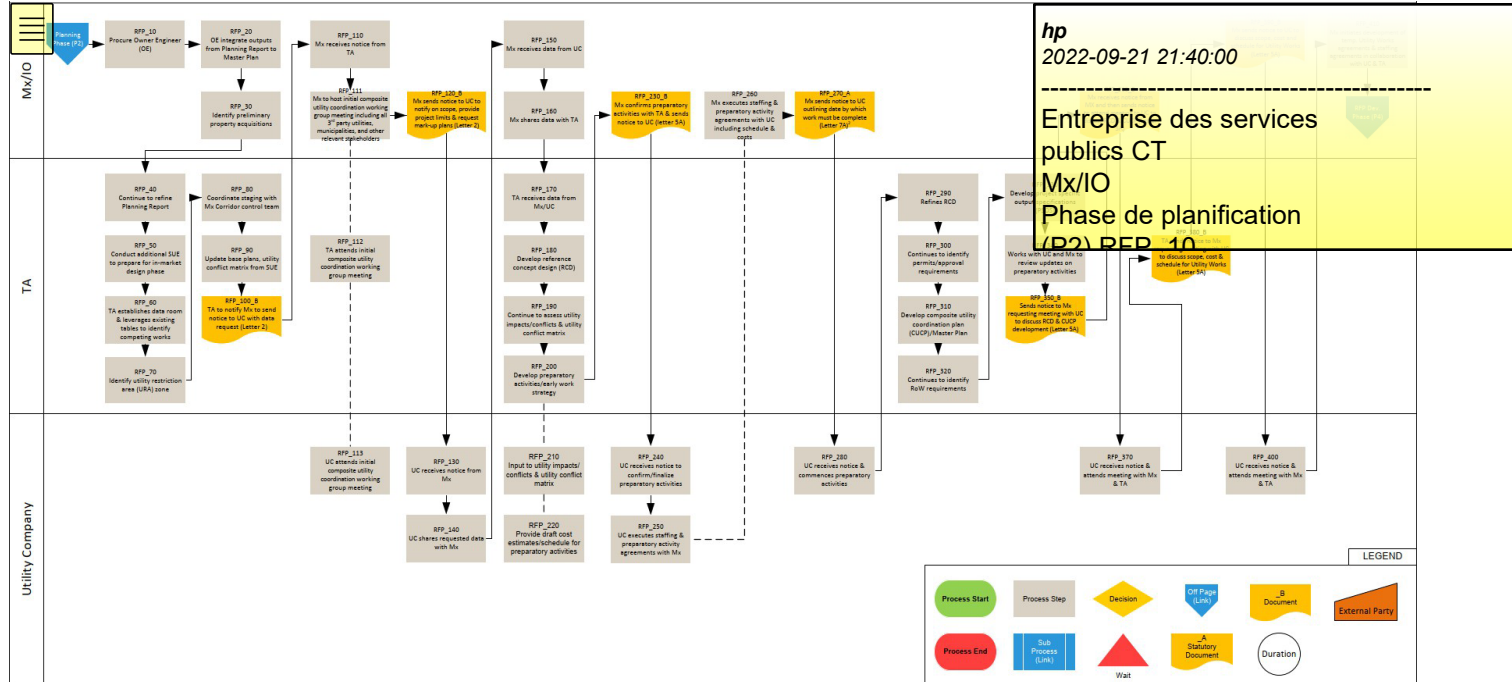 Mx/IO
TA
Utility Company
Planning
Phase (P2)
RFP_10
Procure Owner Engineer
(OE)
RFP_20
OE integrate outputs
from Planning Report to
Master Plan
RFP_30
Identify preliminary
property acquisitions
RFP_110
Mx receives notice from
TA
RFP_111
Mx to host initial composite
utility coordination working
group meeting including all
3rd party utilities,
municipalities, and other
relevant stakeholders
RFP_120_B
Mx sends notice to UC to
notify on scope, provide
project limits & request
mark-up plans (Letter 2)
RFP_150
Mx receives data from UC
RFP_160
Mx shares data with TA
RFP_230_B
Mx confirms preparatory
activities with TA & sends
notice to UC (letter 5A)
RFP_260
Mx executes staffing &
preparatory activity
agreements with UC
including schedule &
costs
RFP_270_A
Mx sends notice to UC
outlining date by which
work must be complete
(Letter 7A)
hp
2022-09-21 21:40:00
Entreprise des services
publics CT
Mx/IO
Phase de planification
(P2) RFP_10
RFP_40
Continue to refine
Planning Report
RFP_50
Conduct additional SUE
to prepare for in-market
design phase
RFP_60
TA establishes data room
& leverages existing
tables to identify
competing works
RFP_70
Identify utility restriction
area (URA) zone
RFP_80
Coordinate staging with
Mx Corridor control team
RFP_90
Update base plans, utility
conflict matrix from SUE
RFP_100_B
TA to notify Mx to send
notice to UC with data
request (Letter 2)
RFP_112
TA attends initial
composite utility
coordination working
group meeting
RFP_170
TA receives data from
Mx/UC
RFP_180
Develop reference
concept design (RCD)
RFP_190
Continue to assess utility
impacts/conflicts & utility
conflict matrix
RFP_200
Develop preparatory
activities/early work
strategy
RFP_290
Refines RCD
RFP_300
Continues to identify
permits/approval
requirements
RFP_310
Develop composite utility
coordination plan
(CUCP)/Master Plan
RFP_320
Continues to identify
RoW requirements
Works with UC and Mx to
review updates on
preparatory activities
RFP_350_B
Sends notice to Mx
requesting meeting with UC
to discuss RCD & CUCP
development (Letter 5A)
to discuss scope, cost &
schedule for Utility Works
(Letter 5A)
RFP_113
UC attends initial
composite utility
coordination working
group meeting
RFP_130
UC receives notice from
Mx
RFP_140
UC shares requested data
with Mx
RFP_210
Input to utility impacts/
conflicts & utility conflict
matrix
RFP_220
Provide draft cost
estimates/schedule for
preparatory activities
RFP_240
UC receives notice to
confirm/finalize
preparatory activities
RFP_250
UC executes staffing &
preparatory activity
agreements with Mx
RFP_280
UC receives notice &
commences preparatory
activities
RFP_370
UC receives notice &
attends meeting with Mx
& TA
RFP_400
UC receives notice &
attends meeting with Mx
& TA
LEGEND
Process Start
Process Step
Decision
Off Page
(Link)
_B
Document
External Party
Process End
Sub
Process
(Link)
Wait
_A
Statutory
Document
Duration